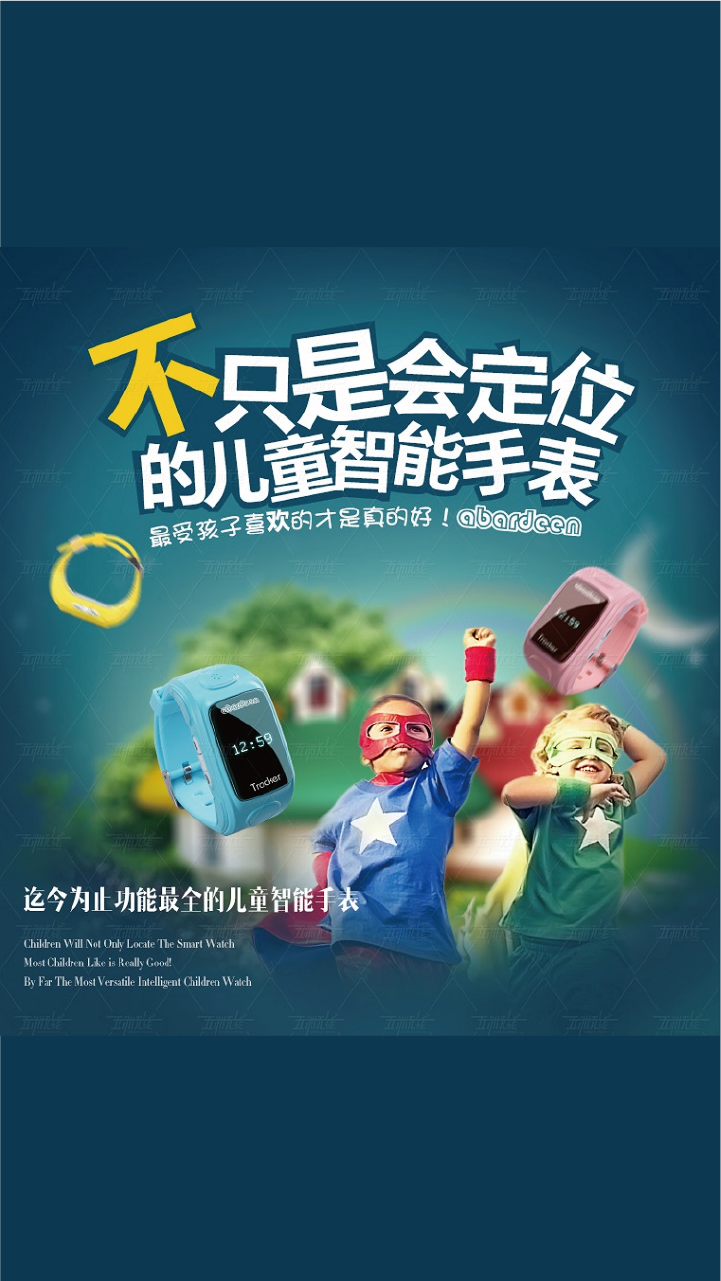 不只是会定位
的儿童智能手表
最受孩子喜欢的才是真的好！abardeen
12:59
Tracker
12:59
Tracker
迄今为止功能最全的儿童智能手表
Children Will Not Only Locate The Smart Watch
Most Children Like is Really Good!
By Far The Most Versatile Intelligent Children Watch